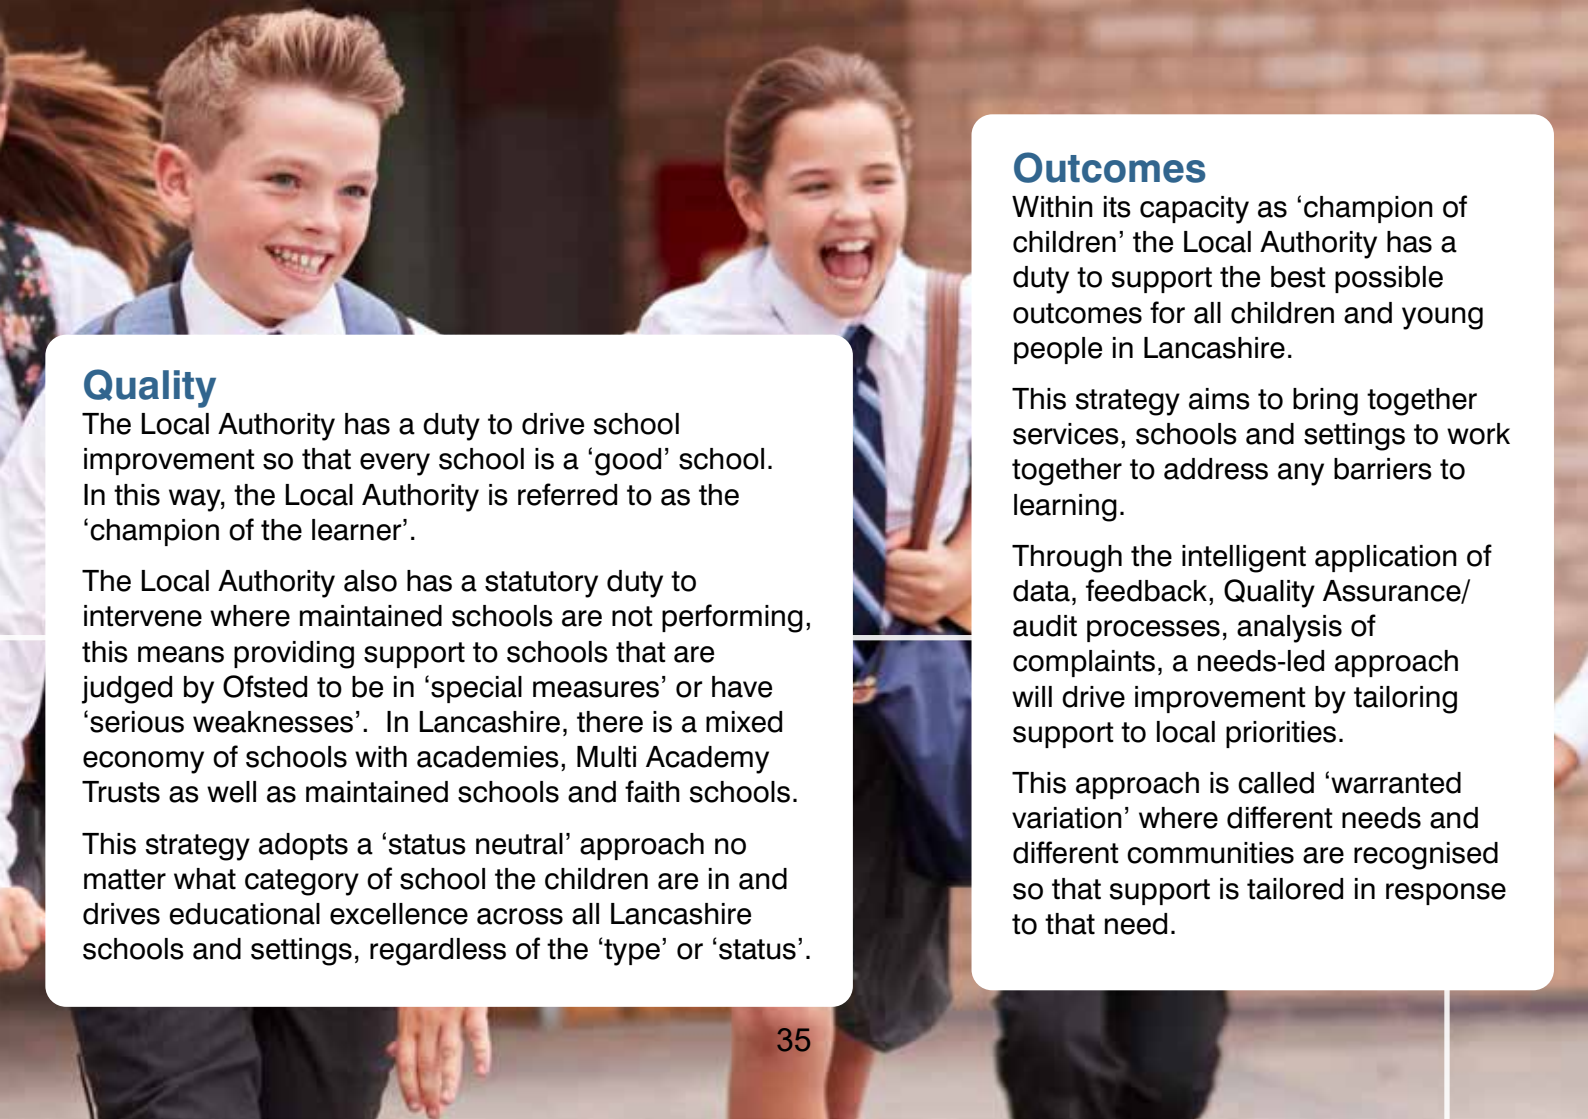 Quality
The Local Authority has a duty to drive school
improvement so that every school is a ‘good’ school.
In this way, the Local Authority is referred to as the
‘champion of the learner’.
The Local Authority also has a statutory duty to
intervene where maintained schools are not performing,
this means providing support to schools that are
judged by Ofsted to be in ‘special measures’ or have
‘serious weaknesses’.  In Lancashire, there is a mixed
economy of schools with academies, Multi Academy
Trusts as well as maintained schools and faith schools.
This strategy adopts a ‘status neutral’ approach no
matter what category of school the children are in and
drives educational excellence across all Lancashire
schools and settings, regardless of the ‘type’ or ‘status’.
Outcomes
Within its capacity as ‘champion of
children’ the Local Authority has a
duty to support the best possible
outcomes for all children and young
people in Lancashire.
This strategy aims to bring together
services, schools and settings to work
together to address any barriers to
learning.
Through the intelligent application of
data, feedback, Quality Assurance/
audit processes, analysis of
complaints, a needs-led approach
will drive improvement by tailoring
support to local priorities.
This approach is called ‘warranted
variation’ where different needs and
different communities are recognised
so that support is tailored in response
to that need.
35